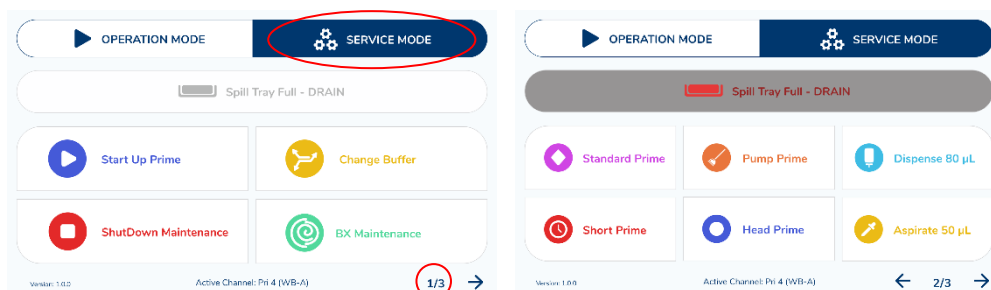 OPERATION MODE
SERVICE MODE
Spill Tray Full - DRAIN
Start Up Prime
Change Buffer
ShutDown Maintenance
BX Maintenance
Version: 1.0.0
Active Channel: Pri 4 (WB-A)
1/3
OPERATION MODE
SERVICE MODE
Spill Tray Full - DRAIN
Standard Prime
Pump Prime
Dispense 80 µL
Short Prime
Head Prime
Aspirate 50 µL
Version: 1.0.0
Active Channel: Pri 4 (WB-A)
2/3